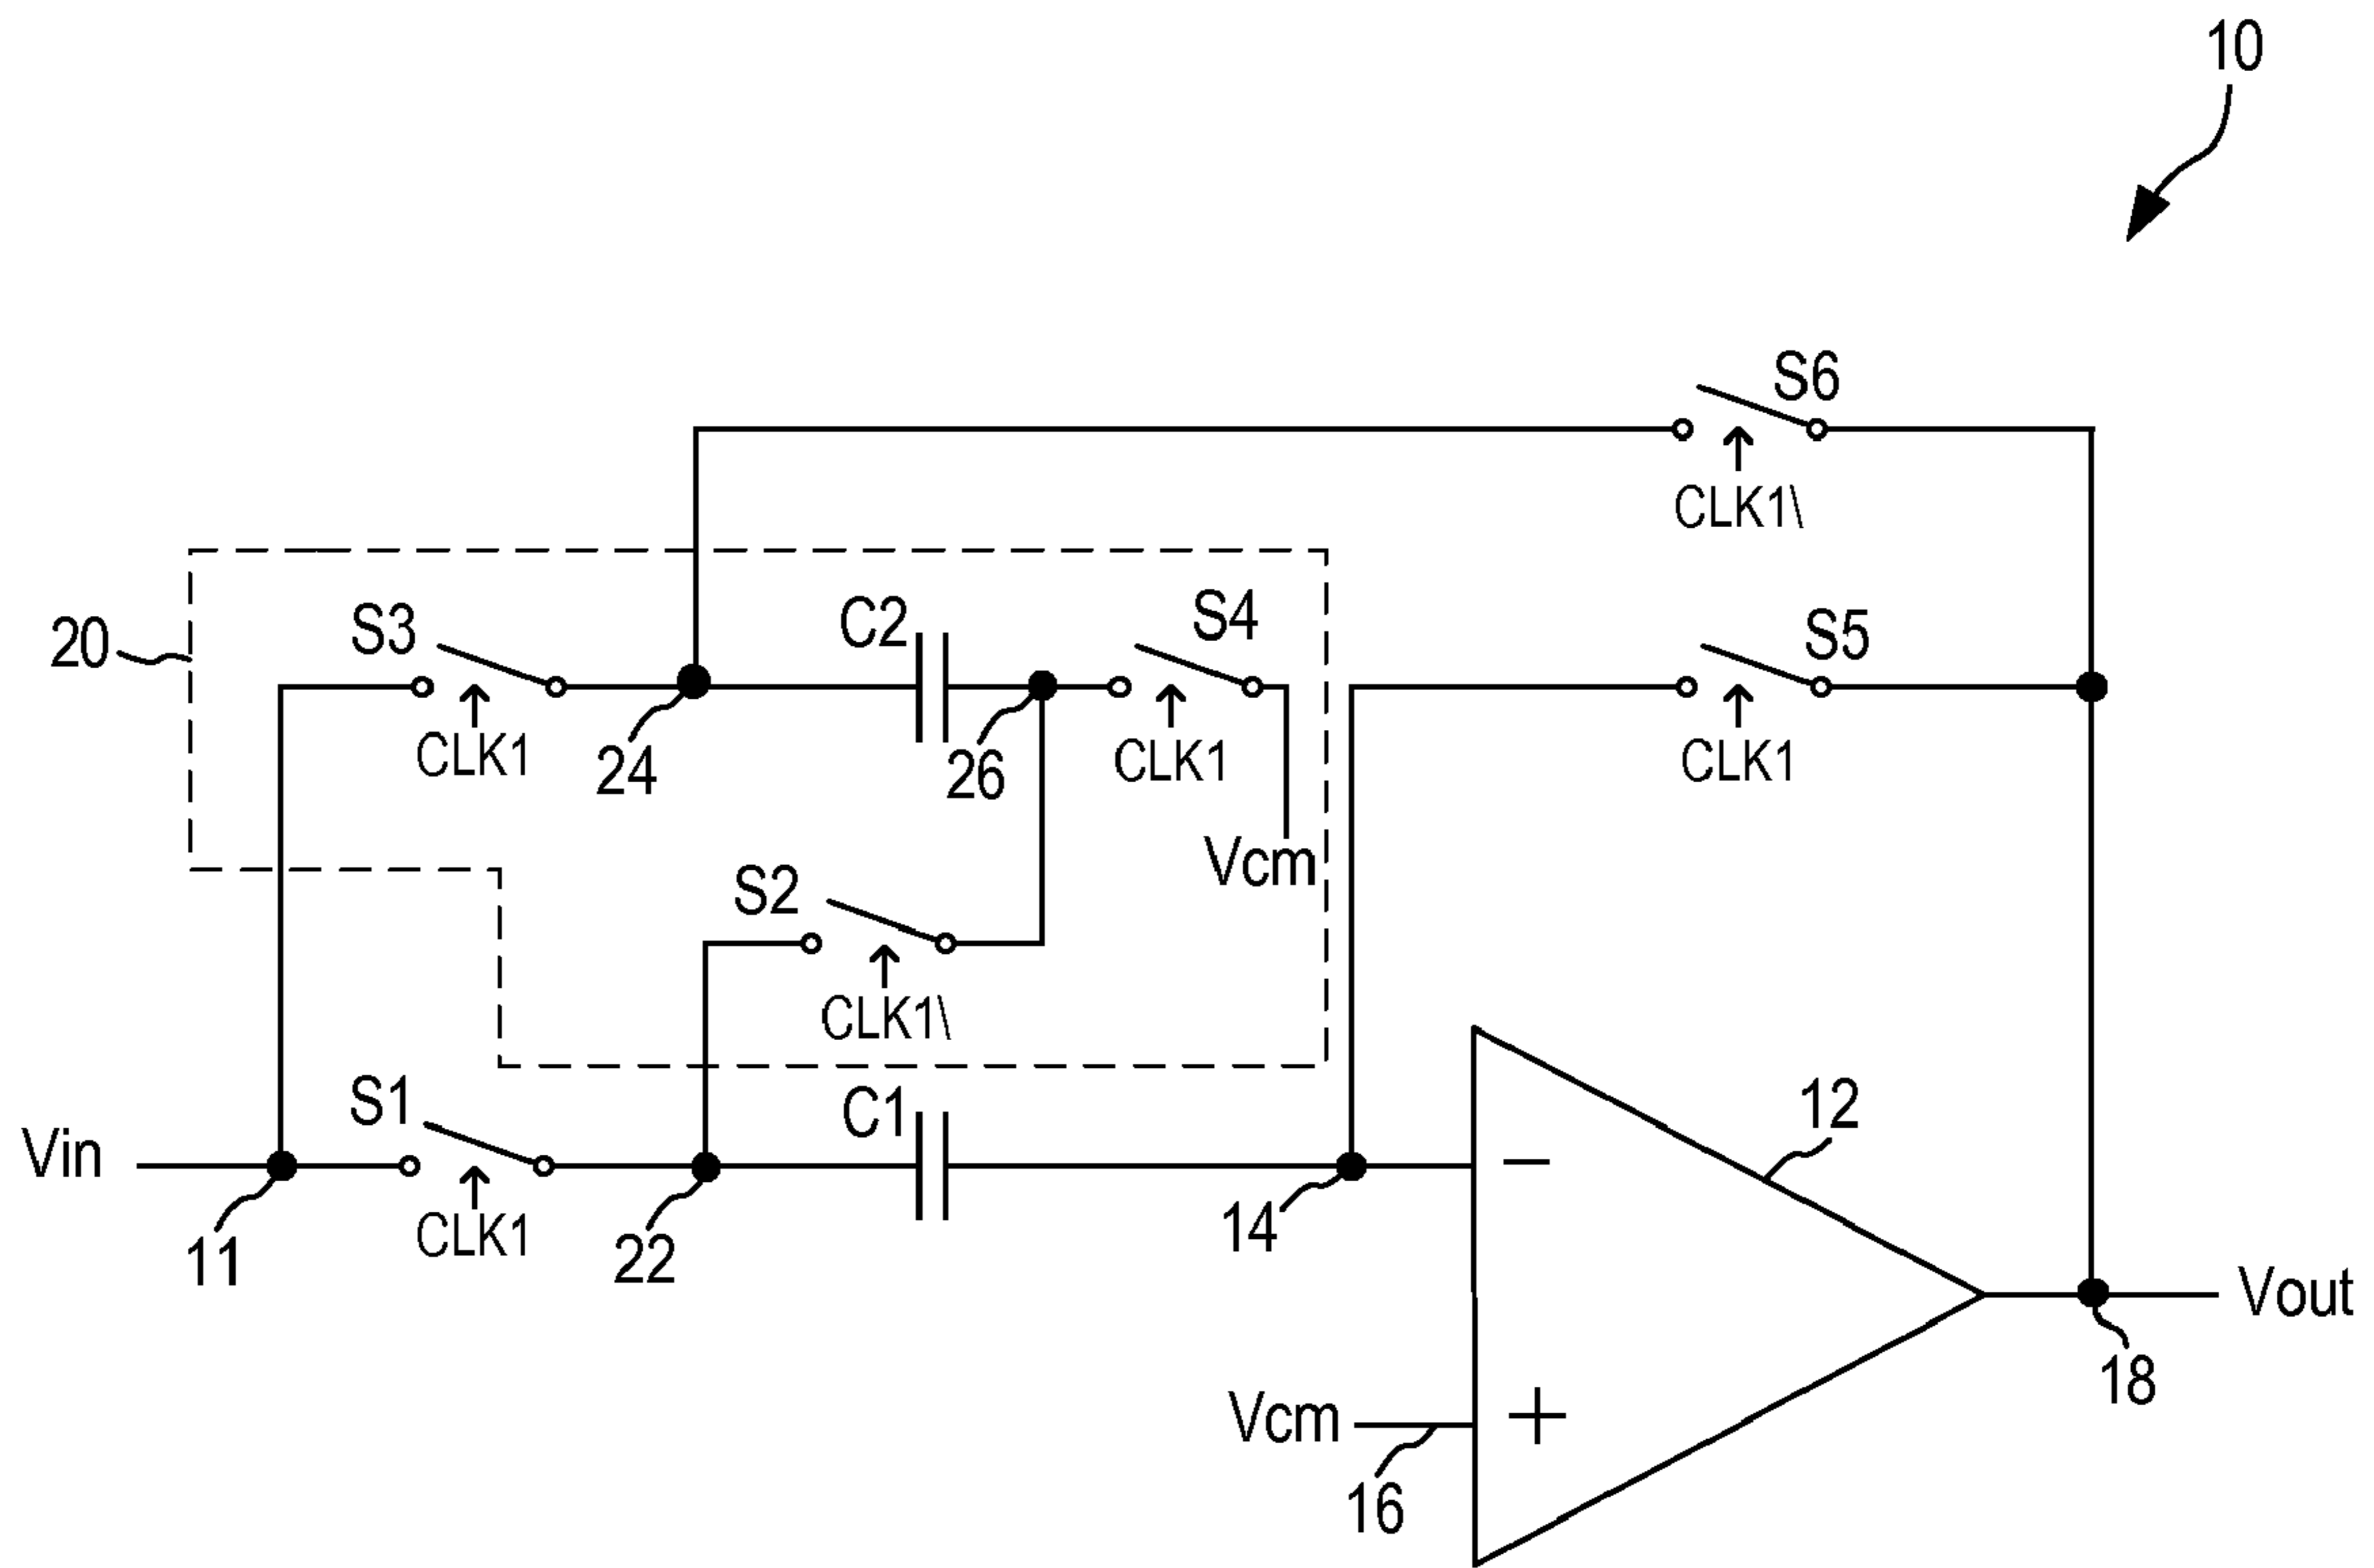 10
S6
CLK1\
20
S3
C2
S4
S5
CLK1
24
26
CLK1
CLK1
Vcm
S2
CLK1\
S1
C1
12
Vin
−
CLK1
11
22
14
Vout
Vcm
+
18
16